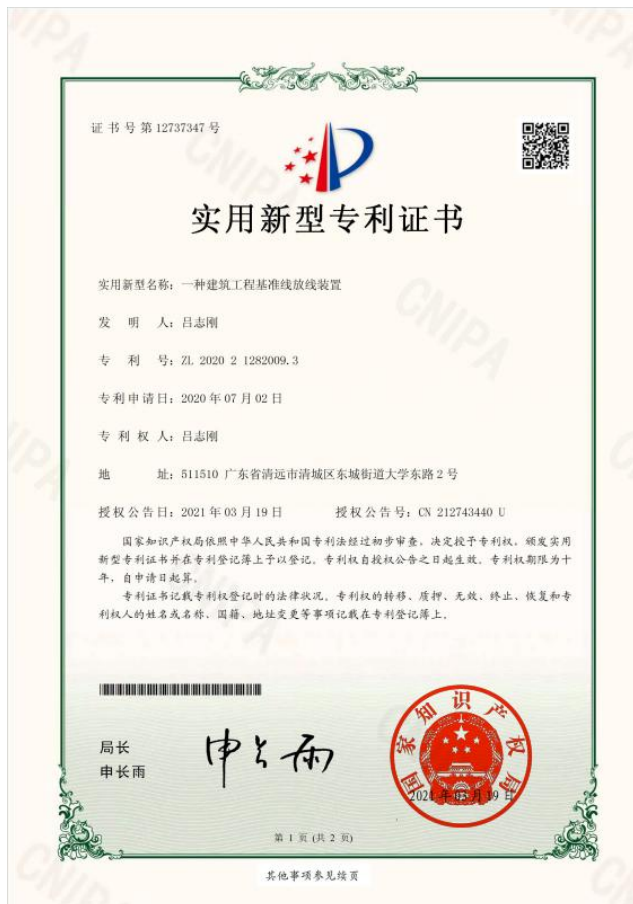 证书号第12737347号
实用新型专利证书
实用新型名称：一种建筑工程基准线放线装置
发明人：吕志刚
专利号：ZL 2020 2 1282009.3
专利申请日：2020年07月02日
专利权人：吕志刚
地址：511510 广东省清远市清城区东城街道大学东路2号
授权公告日：2021年03月19日 授权公告号：CN 212743440 U
国家知识产权局依照中华人民共和国专利法经过初步审查，决定授予专利权，颁发实用
新型专利证书并在专利登记簿上予以登记。专利权自授权公告之日起生效。专利权期限为十
年，自申请日起算。
专利证书记载专利权登记时的法律状况。专利权的转移、质押、无效、终止、恢复和专
利权人的姓名或名称、国籍、地址变更等事项记载在专利登记簿上。
局长
申长雨
申长雨
国家知识产权局
2021年03月19日
第 1 页 (共 2 页)
其他事项参见续页
CNIPA